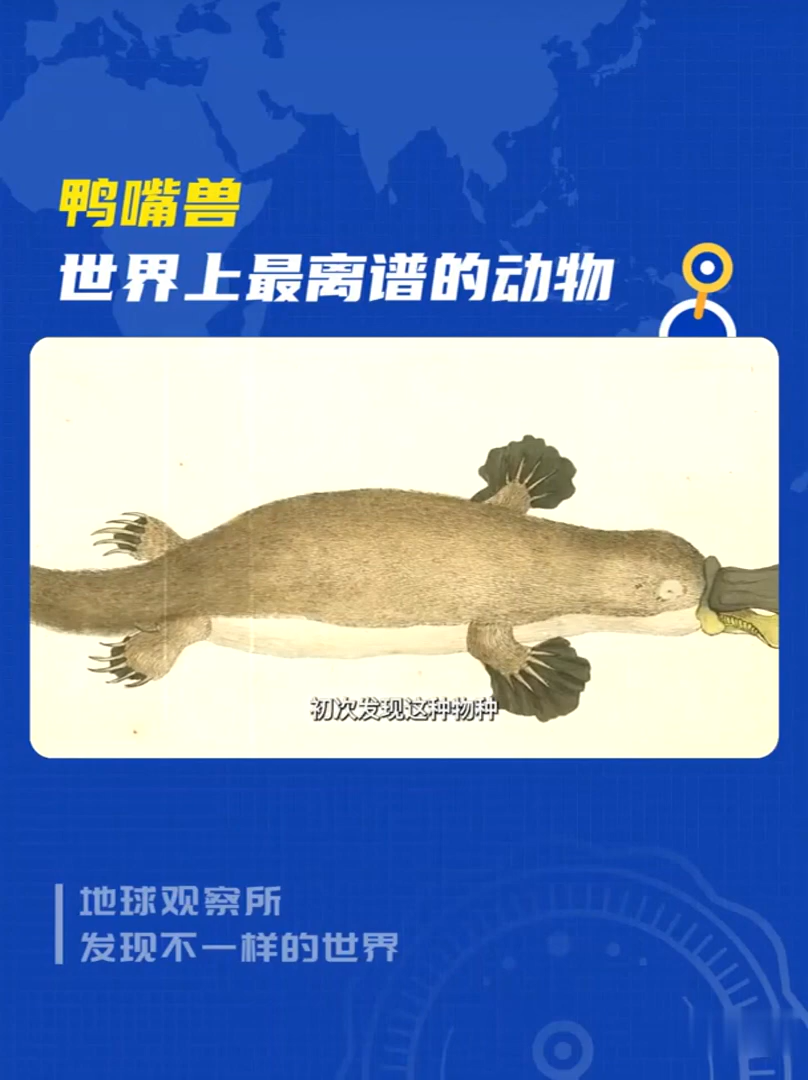 鸭嘴兽
世界上最离谱的动物
初次发现这种物种
地球观察所
发现不一样的世界